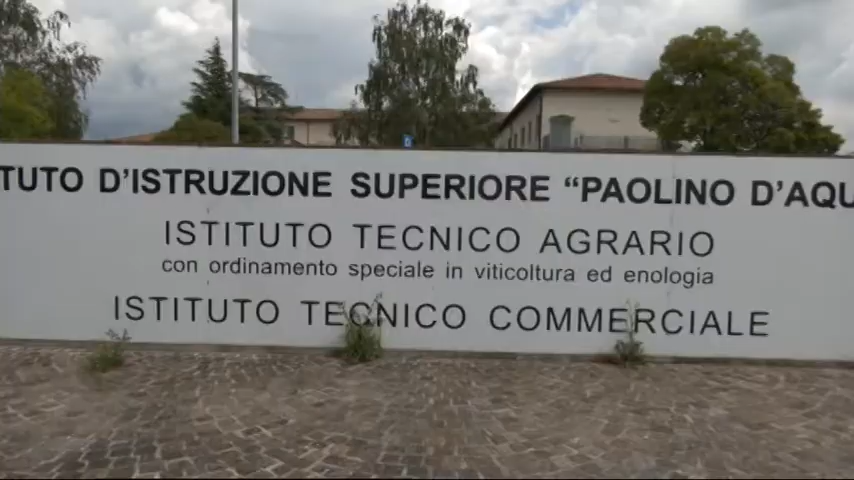 TUTO D'ISTRUZIONE SUPERIORE “PAOLINO D'AQU
ISTITUTO TECNICO AGRARIO
con ordinamento speciale in viticoltura ed enologia
ISTITUTO TECNICO COMMERCIALE